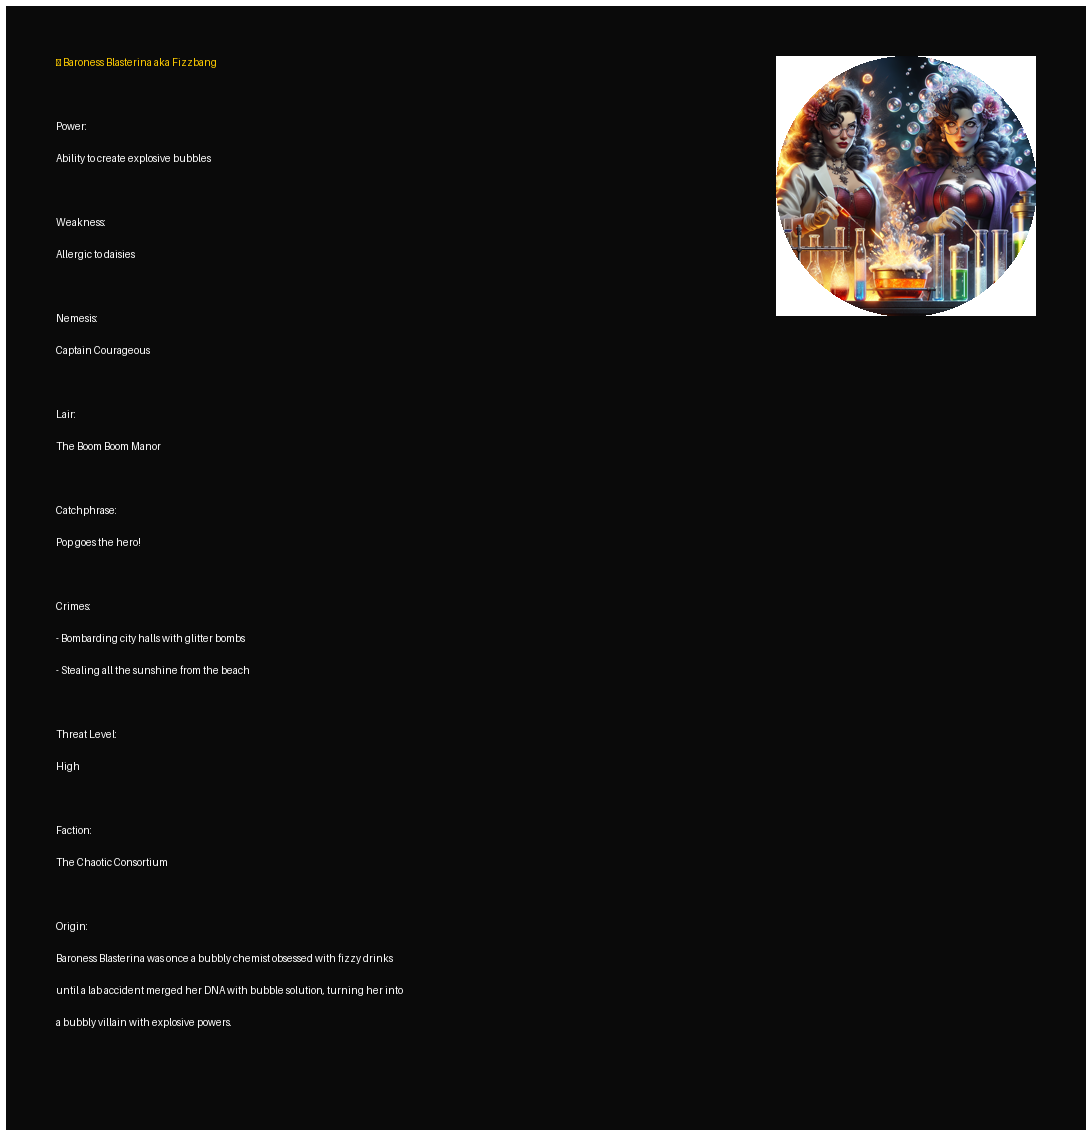 Baroness Blasterina aka Fizzbang
Power:
Ability to create explosive bubbles
Weakness:
Allergic to daisies
Nemesis:
Captain Courageous
Lair:
The Boom Boom Manor
Catchphrase:
Pop goes the hero!
Crimes:
- Bombarding city halls with glitter bombs
- Stealing all the sunshine from the beach
Threat Level:
High
Faction:
The Chaotic Consortium
Origin:
Baroness Blasterina was once a bubbly chemist obsessed with fizzy drinks
until a lab accident merged her DNA with bubble solution, turning her into
a bubbly villain with explosive powers.